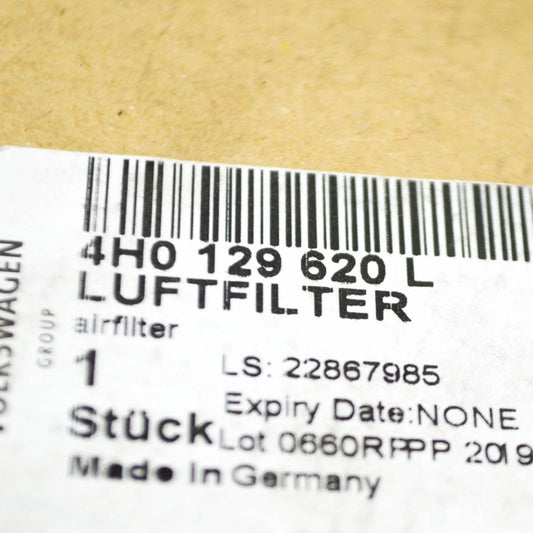 VOLKSWAGEN
GROUP
4H0 129 620 L
LUFTFILTER
airfilter
1
LS: 22867985
Expiry Date:NONE
Stück
Lot 0660RPPP 2019
Made In Germany